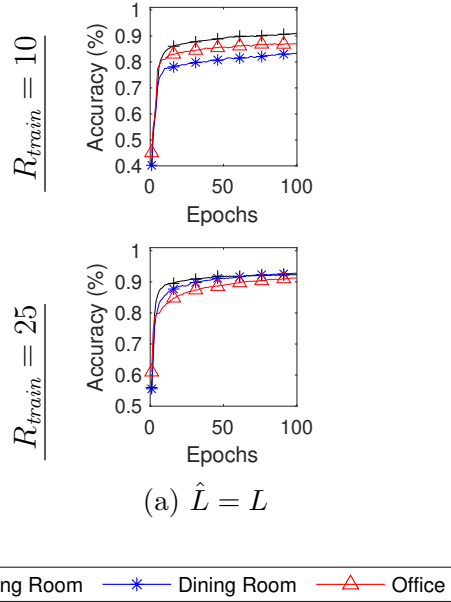 R_{train} = 10
Accuracy (%)
1
0.9
0.8
0.7
0.6
0.5
0.4
0 50 100
Epochs
R_{train} = 25
Accuracy (%)
1
0.9
0.8
0.7
0.6
0.5
0 50 100
Epochs
(a) L̂ = L
ng Room Dining Room Office